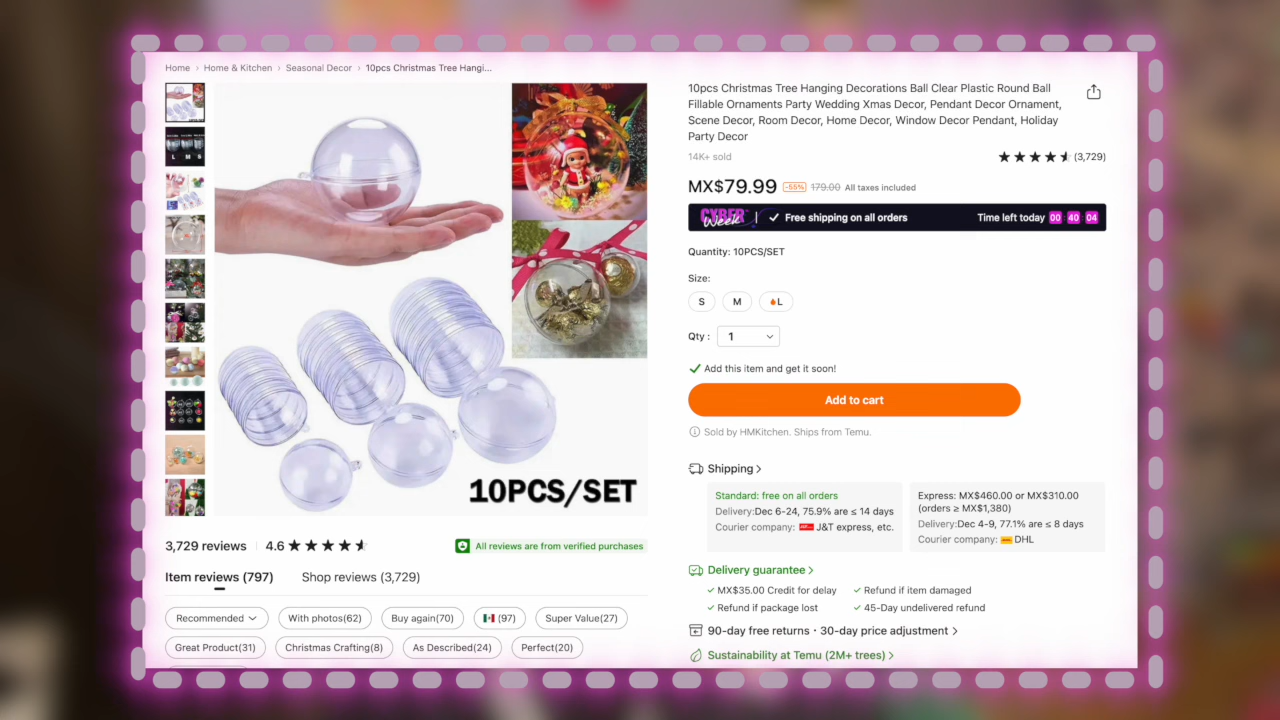 Home > Home & Kitchen > Seasonal Decor > 10pcs Christmas Tree Hangi...
10PCS/SET
3,729 reviews
4.6
All reviews are from verified purchases
Item reviews (797)
Shop reviews (3,729)
Recommended
With photos(62)
Buy again(70)
(97)
Super Value(27)
Great Product(31)
Christmas Crafting(8)
As Described(24)
Perfect(20)
10pcs Christmas Tree Hanging Decorations Ball Clear Plastic Round Ball
Fillable Ornaments Party Wedding Xmas Decor, Pendant Decor Ornament,
Scene Decor, Room Decor, Home Decor, Window Decor Pendant, Holiday
Party Decor
14K+ sold
(3,729)
MX$79.99 -55% 179.00 All taxes included
CYBER Week | Free shipping on all orders
Time left today 00 40 04
Quantity: 10PCS/SET
Size:
S
M
L
Qty : 1
Add this item and get it soon!
Add to cart
Sold by HMKitchen. Ships from Temu.
Shipping >
Standard: free on all orders
Delivery:Dec 6-24, 75.9% are ≤ 14 days
Courier company: J&T express, etc.
Express: MX$460.00 or MX$310.00
(orders ≥ MX$1,380)
Delivery:Dec 4-9, 77.1% are ≤ 8 days
Courier company: DHL
Delivery guarantee >
MX$35.00 Credit for delay
Refund if item damaged
Refund if package lost
45-Day undelivered refund
90-day free returns · 30-day price adjustment >
Sustainability at Temu (2M+ trees) >